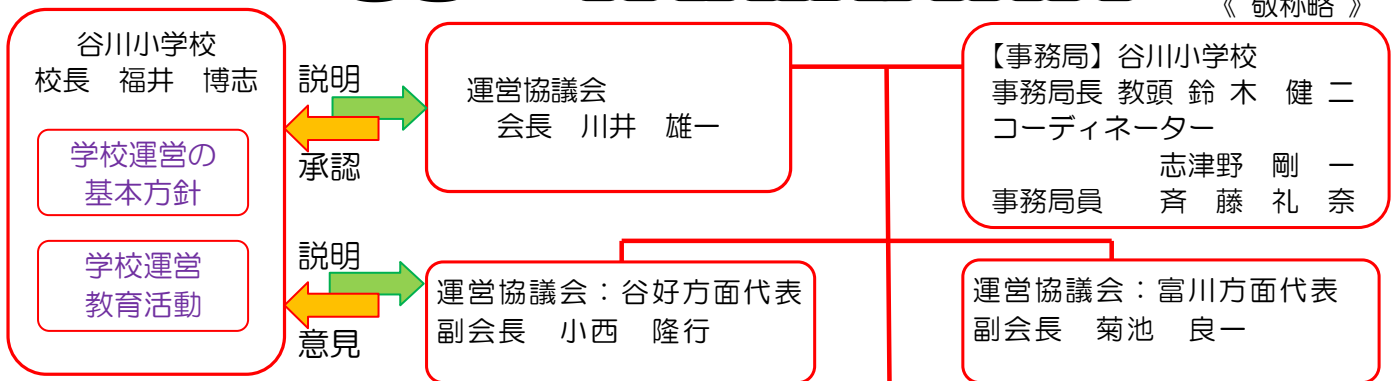 《 敬称略 》
谷川小学校
校長　福井　博志
学校運営の
基本方針
学校運営
教育活動
説明
承認
説明
意見
運営協議会
会長　川井　雄一
【事務局】谷川小学校
事務局長 教頭 鈴 木　健 二
コーディネーター
志津野　剛　一
事務局員　斉　藤　礼　奈
運営協議会：谷好方面代表
副会長　小西　隆行
運営協議会：富川方面代表
副会長　菊池　良一